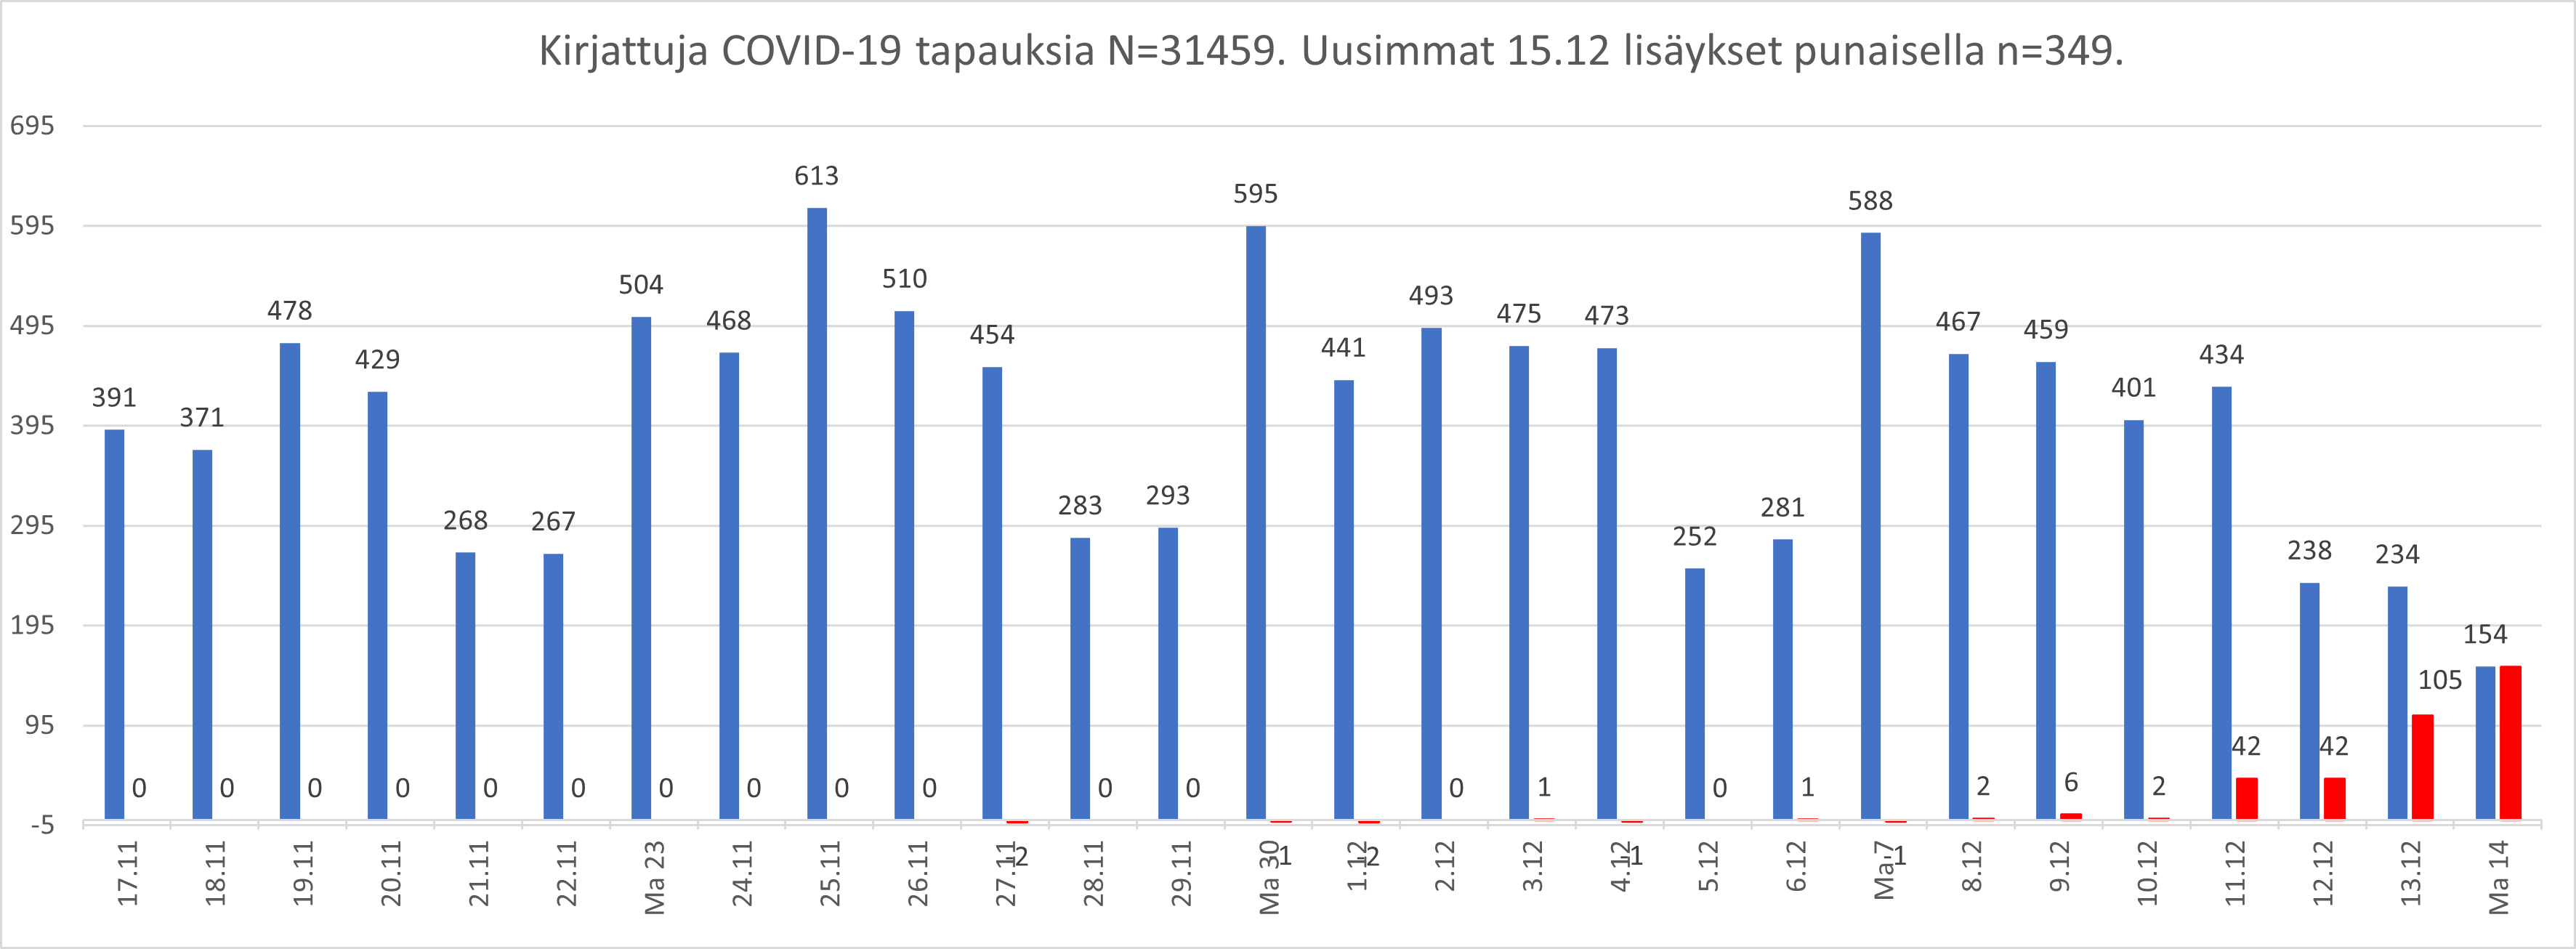 Kirjattuja COVID-19 tapauksia N=31459. Uusimmat 15.12 lisäykset punaisella n=349.
695
595
495
395
295
195
95
-5
391 371 478 429 268 267 504 468 613 510 454 283 293 595 441 493 475 473 252 281 588 467 459 401 434 238 234 154
0 0 0 0 0 0 0 0 0 0 -2 0 0 -1 -2 0 1 -1 0 1 -1 2 6 2 42 42 105
17.11 18.11 19.11 20.11 21.11 22.11 Ma 23 24.11 25.11 26.11 27.11 28.11 29.11 Ma 30 1.12 2.12 3.12 4.12 5.12 6.12 Ma 7 8.12 9.12 10.12 11.12 12.12 13.12 Ma 14